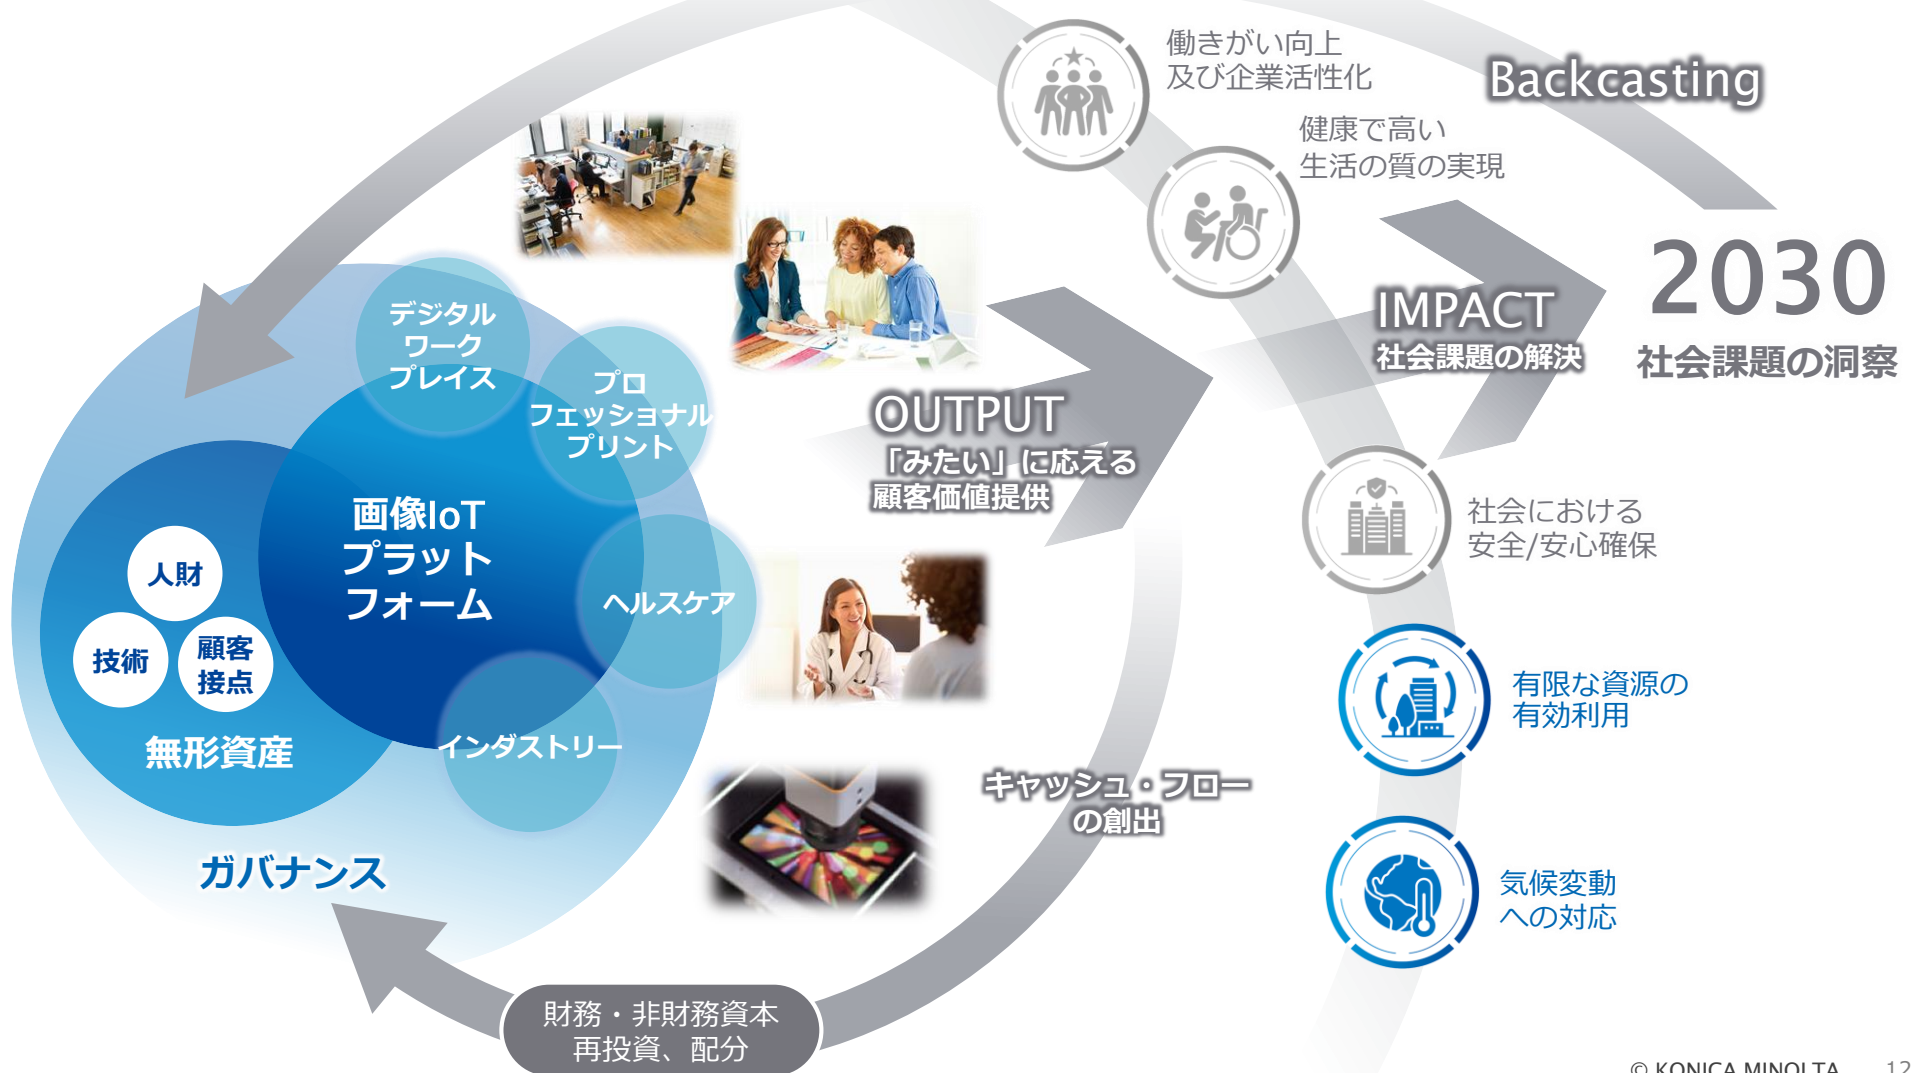 働きがい向上
及び企業活性化
Backcasting
健康で高い
生活の質の実現
2030
社会課題の洞察
IMPACT
社会課題の解決
デジタル
ワーク
プレイス
プロ
フェッショナル
プリント
OUTPUT
「みたい」に応える
顧客価値提供
画像IoT
プラット
フォーム
人財
技術
顧客
接点
無形資産
ヘルスケア
インダストリー
ガバナンス
社会における
安全/安心確保
有限な資源の
有効利用
キャッシュ・フロー
の創出
気候変動
への対応
財務・非財務資本
再投資、配分
© KONICA MINOLTA 12